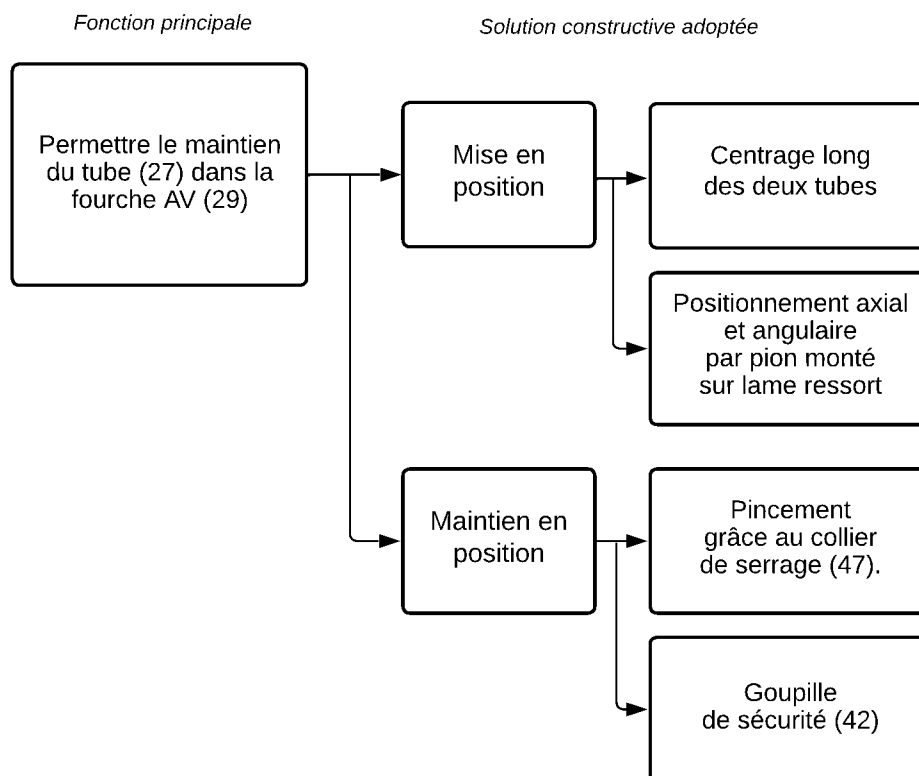 Fonction principale
Solution constructive adoptée
Permettre le maintien
du tube (27) dans la
fourche AV (29)
Mise en
position
Centrage long
des deux tubes
Positionnement axial
et angulaire
par pion monté
sur lame ressort
Maintien en
position
Pincement
grâce au collier
de serrage (47).
Goupille
de sécurité (42)